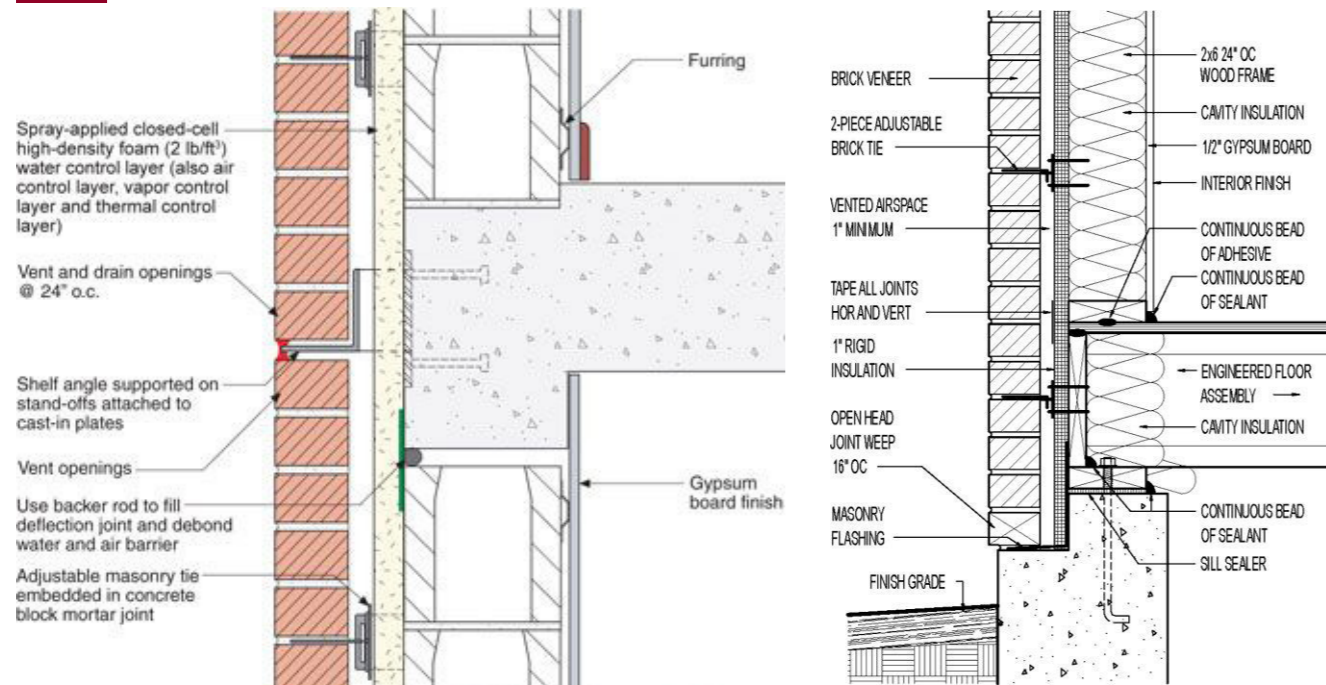 Furring
Spray-applied closed-cell
high-density foam (2 lb/ft³)
water control layer (also air
control layer, vapor control
layer and thermal control
layer)
Vent and drain openings
@ 24" o.c.
Shelf angle supported on
stand-offs attached to
cast-in plates
Vent openings
Use backer rod to fill
deflection joint and debond
water and air barrier
Adjustable masonry tie
embedded in concrete
block mortar joint
Gypsum
board finish
BRICK VENEER
2-PIECE ADJUSTABLE
BRICK TIE
VENTED AIRSPACE
1" MINIMUM
TAPE ALL JOINTS
HOR AND VERT
1" RIGID
INSULATION
OPEN HEAD
JOINT WEEP
16" OC
MASONRY
FLASHING
FINISH GRADE
2x6 24" OC
WOOD FRAME
CAVITY INSULATION
1/2" GYPSUM BOARD
INTERIOR FINISH
CONTINUOUS BEAD
OF ADHESIVE
CONTINUOUS BEAD
OF SEALANT
ENGINEERED FLOOR
ASSEMBLY
CAVITY INSULATION
CONTINUOUS BEAD
OF SEALANT
SILL SEALER